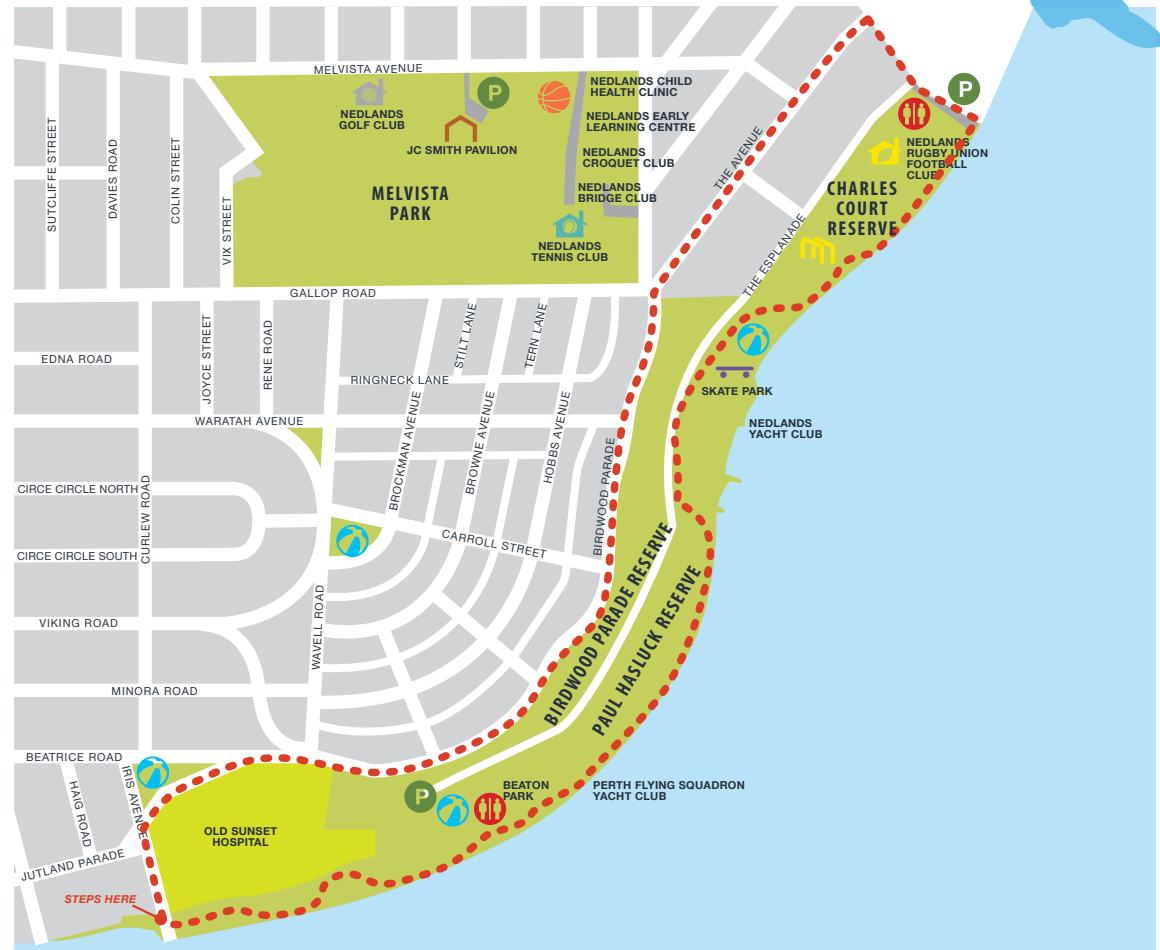 MELVISTA AVENUE
P
P
NEDLANDS
GOLF CLUB
JC SMITH PAVILION
NEDLANDS CHILD
HEALTH CLINIC
NEDLANDS EARLY
LEARNING CENTRE
NEDLANDS
CROQUET CLUB
NEDLANDS
BRIDGE CLUB
NEDLANDS
TENNIS CLUB
NEDLANDS
RUGBY UNION
FOOTBALL
CLUB
SUTCLIFFE STREET
DAVIES ROAD
COLIN STREET
VIX STREET
MELVISTA
PARK
THE AVENUE
CHARLES
COURT
RESERVE
THE ESPLANADE
GALLOP ROAD
EDNA ROAD
JOYCE STREET
RENE ROAD
STILT LANE
TERN LANE
RINGNECK LANE
SKATE PARK
WARATAH AVENUE
NEDLANDS
YACHT CLUB
BROCKMAN AVENUE
BROWNE AVENUE
HOBBS AVENUE
BIRDWOOD PARADE
CIRCE CIRCLE NORTH
CURLEW ROAD
CIRCE CIRCLE SOUTH
CARROLL STREET
VIKING ROAD
WAVELL ROAD
BIRDWOOD PARADE RESERVE
PAUL HASLUCK RESERVE
MINORA ROAD
BEATRICE ROAD
HAIG ROAD
IRIS AVENUE
P
BEATON
PARK
PERTH FLYING SQUADRON
YACHT CLUB
OLD SUNSET
HOSPITAL
JUTLAND PARADE
STEPS HERE